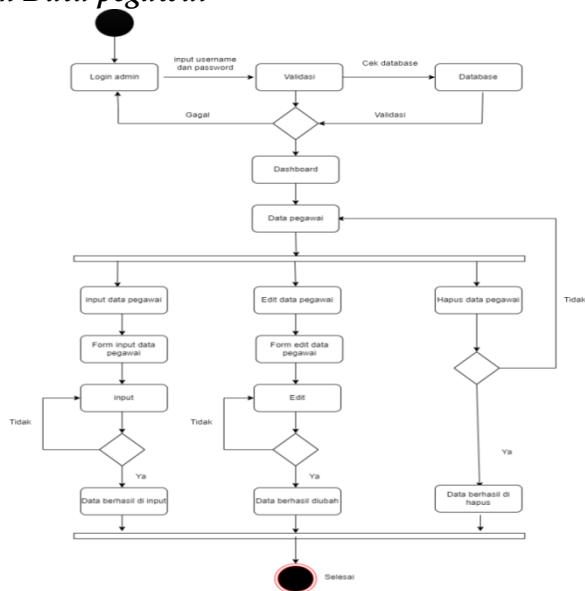 Data pegawai
Login admin
input username
dan password
Validasi
Cek database
Database
Gagal
Validasi
Dashboard
Data pegawai
input data pegawai
Edit data pegawai
Hapus data pegawai
Tidak
Form input data
pegawai
Form edit data
pegawai
input
Edit
Tidak
Tidak
Ya
Ya
Ya
Data berhasil di input
Data berhasil diubah
Data berhasil di
hapus
Selesai